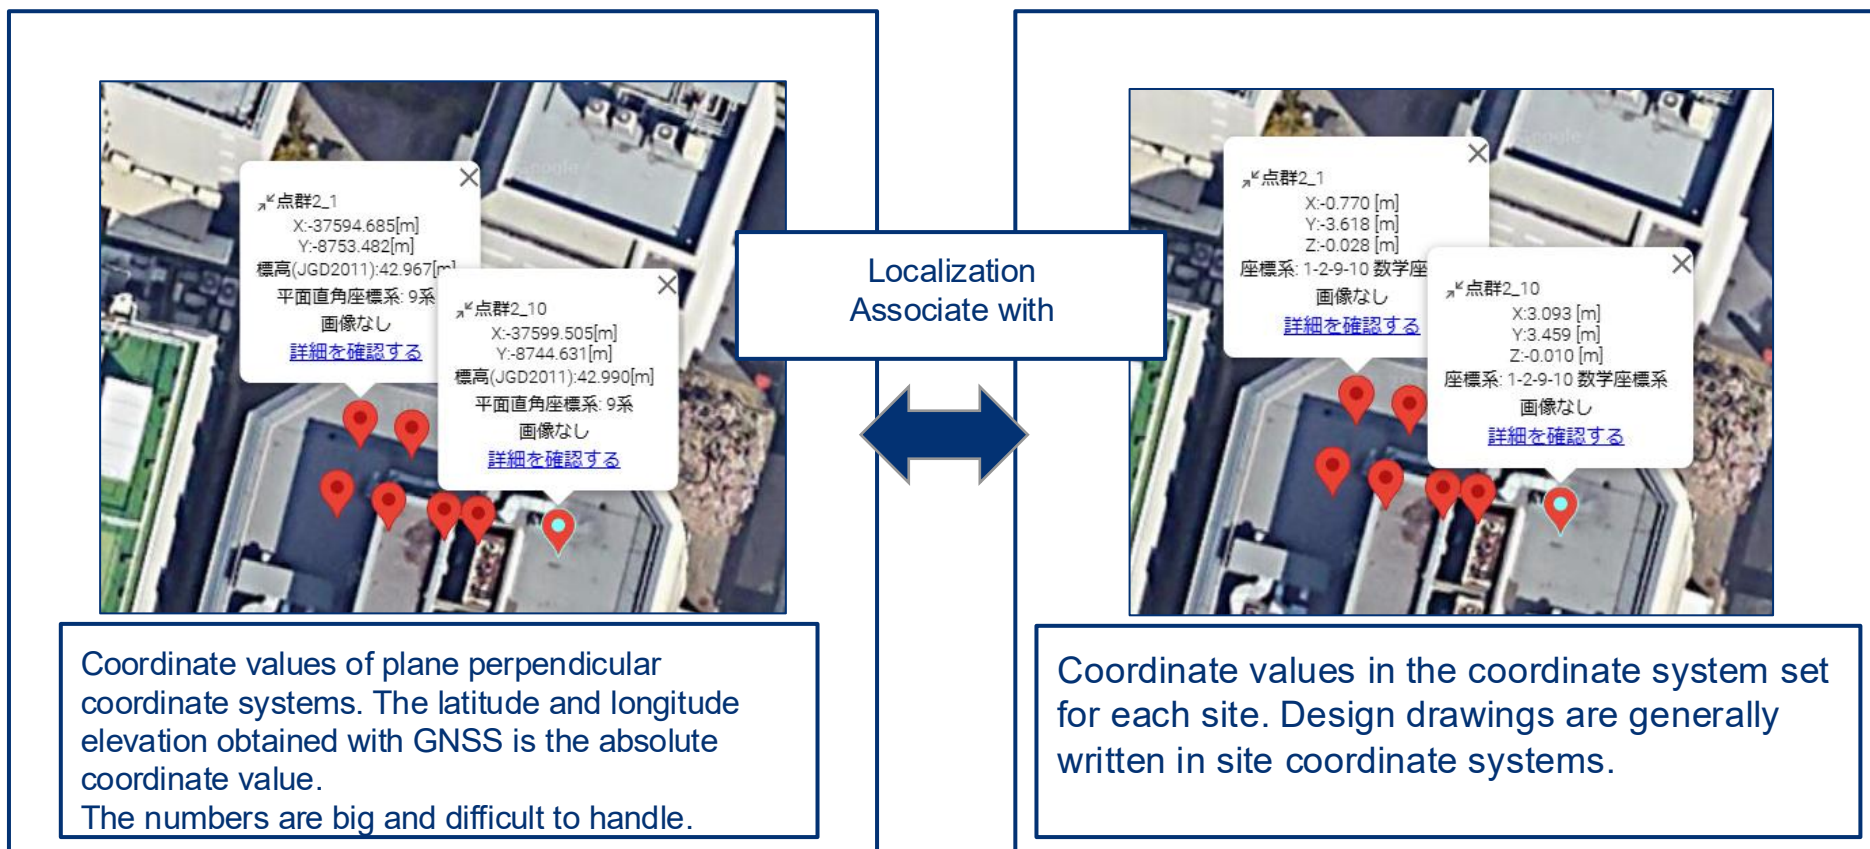 点群2_1
X:-37594.685[m]
Y:-8753.482[m]
標高(JGD2011):42.967[m]
平面直角座標系: 9系
画像なし
詳細を確認する
点群2_10
X:-37599.505[m]
Y:-8744.631[m]
標高(JGD2011):42.990[m]
平面直角座標系: 9系
画像なし
詳細を確認する
Google
Coordinate values of plane perpendicular
coordinate systems. The latitude and longitude
elevation obtained with GNSS is the absolute
coordinate value.
The numbers are big and difficult to handle.
Localization
Associate with
点群2_1
X:-0.770 [m]
Y:-3.618 [m]
Z:-0.028 [m]
座標系: 1-2-9-10 数学座
画像なし
詳細を確認する
点群2_10
X:3.093 [m]
Y:3.459 [m]
Z:-0.010 [m]
座標系: 1-2-9-10 数学座標系
画像なし
詳細を確認する
Google
Coordinate values in the coordinate system set
for each site. Design drawings are generally
written in site coordinate systems.